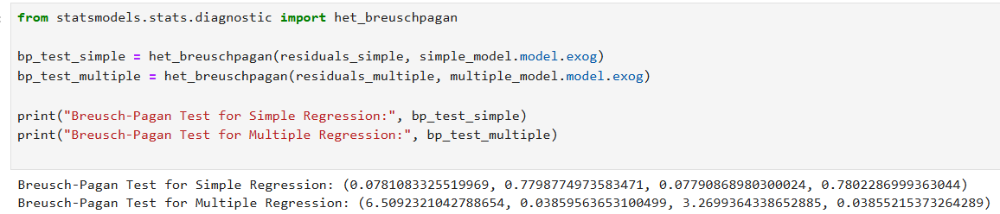 from statsmodels.stats.diagnostic import het_breuschpagan
bp_test_simple = het_breuschpagan(residuals_simple, simple_model.model.exog)
bp_test_multiple = het_breuschpagan(residuals_multiple, multiple_model.model.exog)
print("Breusch-Pagan Test for Simple Regression:", bp_test_simple)
print("Breusch-Pagan Test for Multiple Regression:", bp_test_multiple)
Breusch-Pagan Test for Simple Regression: (0.0781083325519969, 0.7798774973583471, 0.07790868980300024, 0.7802286999363044)
Breusch-Pagan Test for Multiple Regression: (6.5092321042788654, 0.03859563653100499, 3.2699364338652885, 0.03855215373264289)